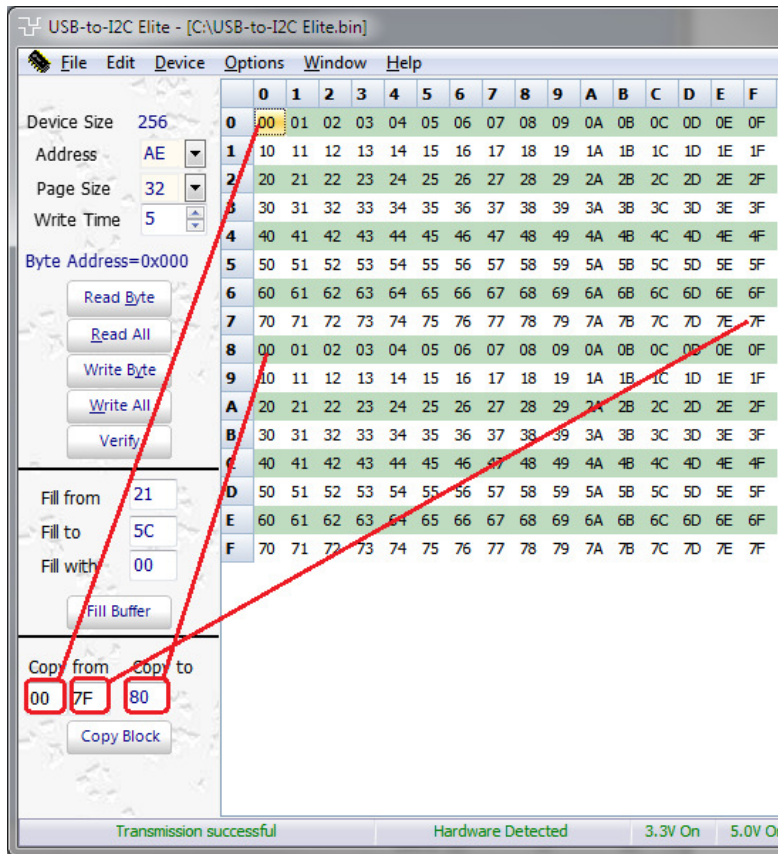 USB-to-I2C Elite - [C:\USB-to-I2C Elite.bin]
File Edit Device Options Window Help
0 1 2 3 4 5 6 7 8 9 A B C D E F
Device Size 256 0 00 01 02 03 04 05 06 07 08 09 0A 0B 0C 0D 0E 0F
Address AE 1 10 11 12 13 14 15 16 17 18 19 1A 1B 1C 1D 1E 1F
Page Size 32 2 20 21 22 23 24 25 26 27 28 29 2A 2B 2C 2D 2E 2F
Write Time 5 3 30 31 32 33 34 35 36 37 38 39 3A 3B 3C 3D 3E 3F
4 40 41 42 43 44 45 46 47 48 49 4A 4B 4C 4D 4E 4F
Byte Address=0x000 5 50 51 52 53 54 55 56 57 58 59 5A 5B 5C 5D 5E 5F
Read Byte 6 60 61 62 63 64 65 66 67 68 69 6A 6B 6C 6D 6E 6F
Read All 7 70 71 72 73 74 75 76 77 78 79 7A 7B 7C 7D 7E 7F
8 00 01 02 03 04 05 06 07 08 09 0A 0B 0C 0D 0E 0F
Write Byte 9 10 11 12 13 14 15 16 17 18 19 1A 1B 1C 1D 1E 1F
Write All A 20 21 22 23 24 25 26 27 28 29 2A 2B 2C 2D 2E 2F
Verify B 30 31 32 33 34 35 36 37 38 39 3A 3B 3C 3D 3E 3F
C 40 41 42 43 44 45 46 47 48 49 4A 4B 4C 4D 4E 4F
Fill from 21 D 50 51 52 53 54 55 56 57 58 59 5A 5B 5C 5D 5E 5F
Fill to 5C E 60 61 62 63 64 65 66 67 68 69 6A 6B 6C 6D 6E 6F
Fill with 00 F 70 71 72 73 74 75 76 77 78 79 7A 7B 7C 7D 7E 7F
Fill Buffer
Copy from Copy to
00 7F 80
Copy Block
Transmission successful Hardware Detected 3.3V On 5.0V O